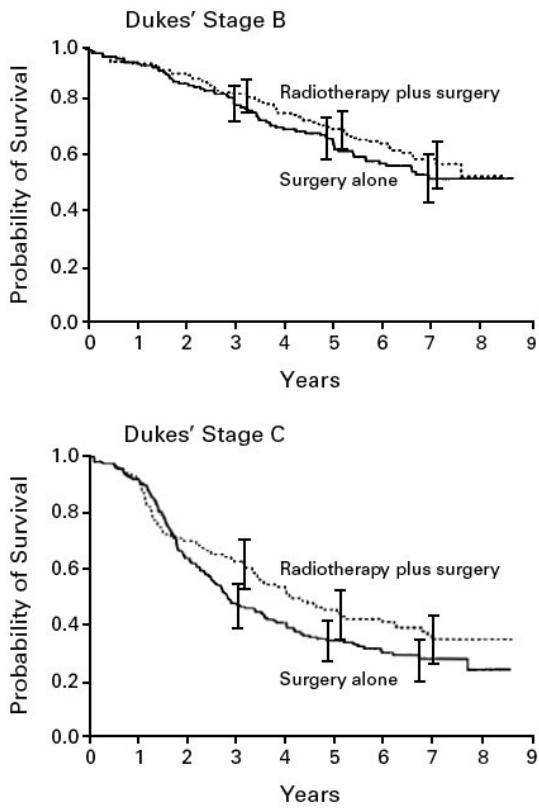 Dukes' Stage B
Probability of Survival
1.0
0.8
0.6
0.4
0.2
0.0
Radiotherapy plus surgery
Surgery alone
0 1 2 3 4 5 6 7 8 9
Years
Dukes' Stage C
Probability of Survival
1.0
0.8
0.6
0.4
0.2
0.0
Radiotherapy plus surgery
Surgery alone
0 1 2 3 4 5 6 7 8 9
Years